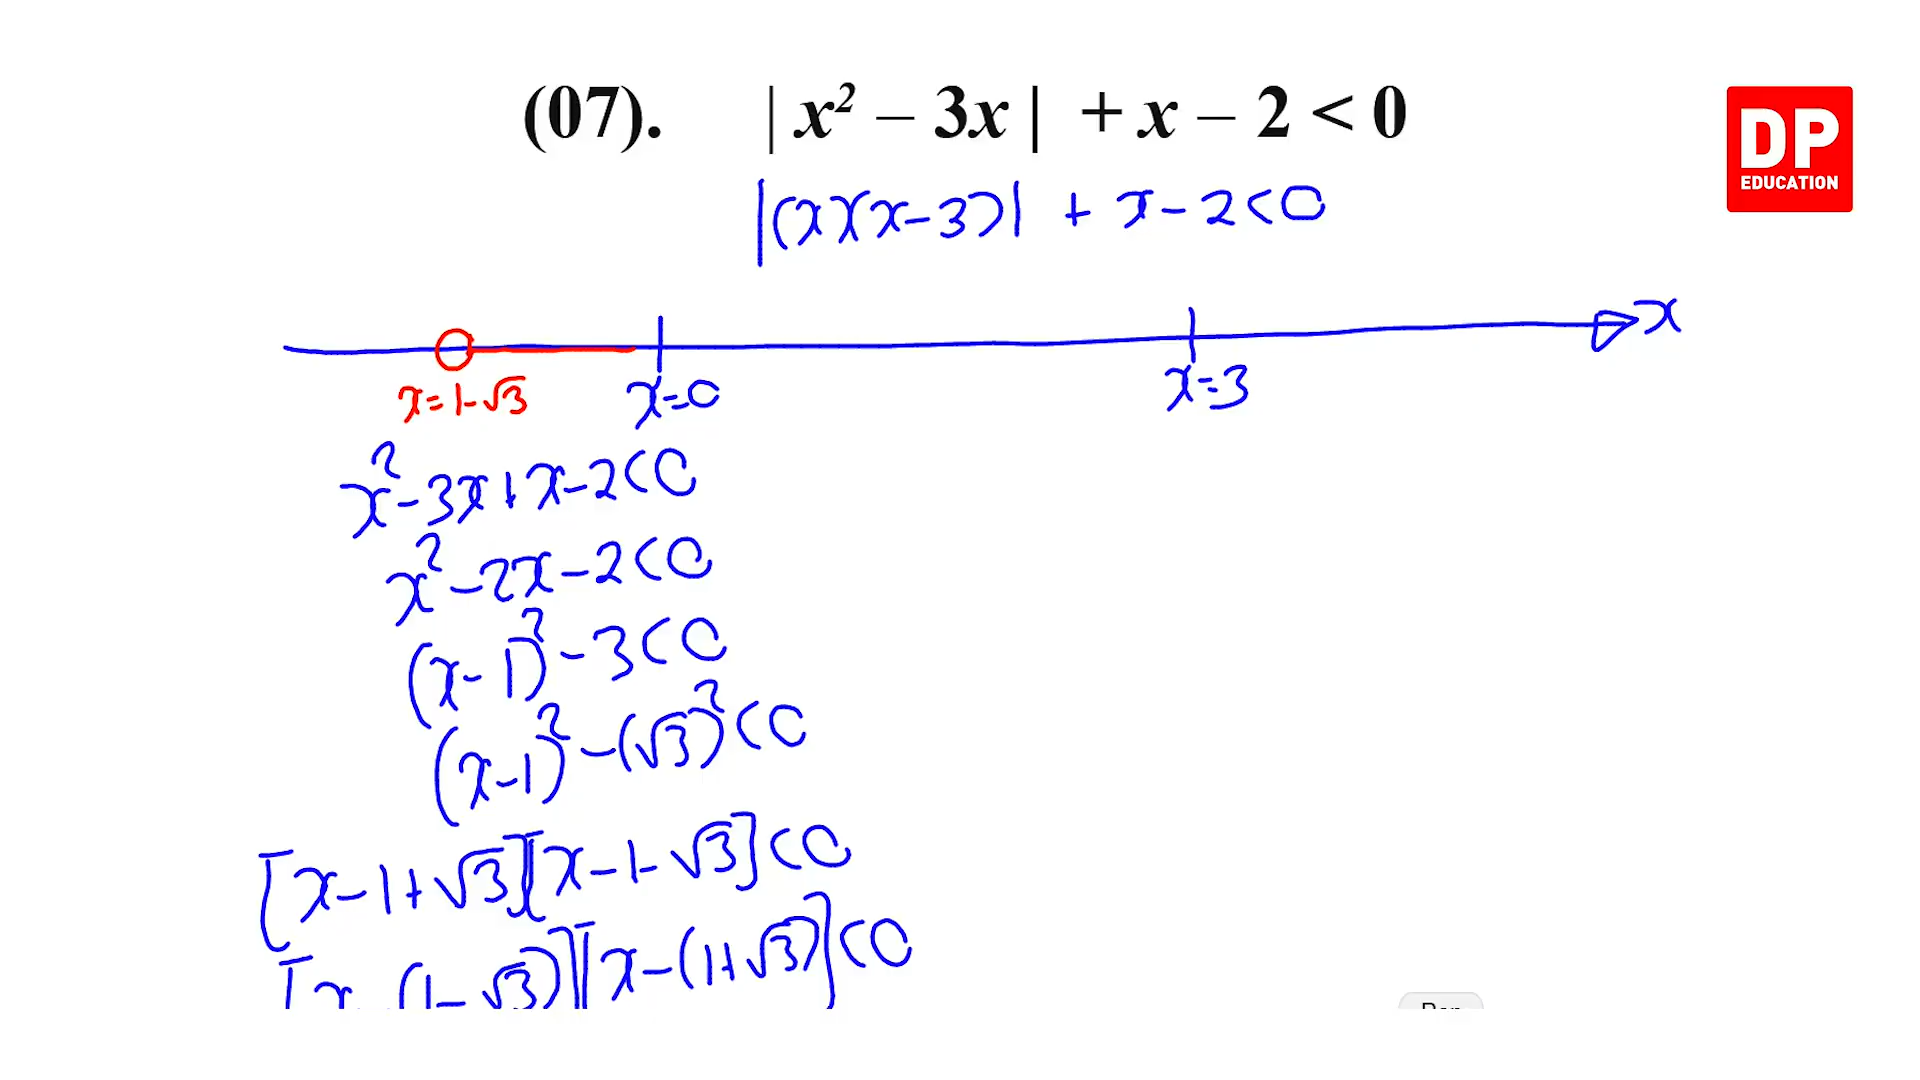 (07). | x² – 3x | + x – 2 < 0
DP
EDUCATION
|(x)(x-3)| + x-2<0
x
x=1-√3 x=0 x=3
x²-3x+x-2<0
x²-2x-2<0
(x-1)²-3<0
(x-1)²-(√3)²<0
[x-1+√3][x-1-√3]<0
[x-(1-√3)][x-(1+√3)]<0